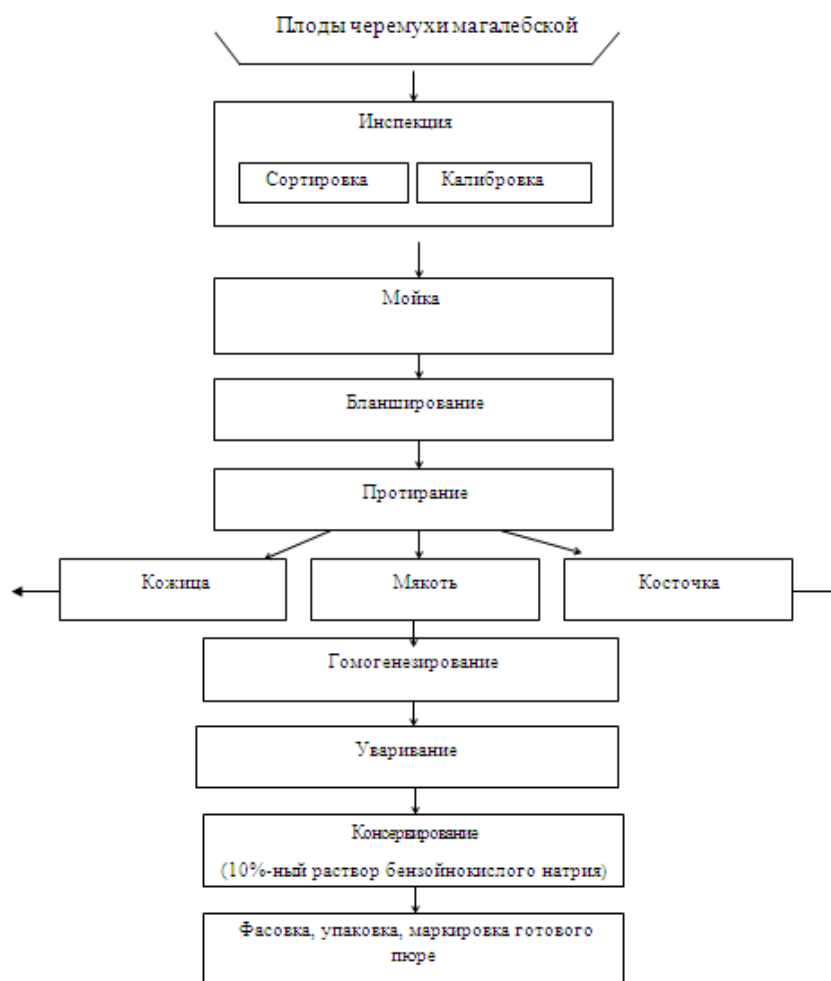 Плоды черемухи магалебской
Инспекция
Сортировка
Калибровка
Мойка
Бланширование
Протирание
Кожица
Мякоть
Косточка
Гомогенезирование
Уваривание
Консервирование
(10%-ный раствор бензойнокислого натрия)
Фасовка, упаковка, маркировка готового
пюре